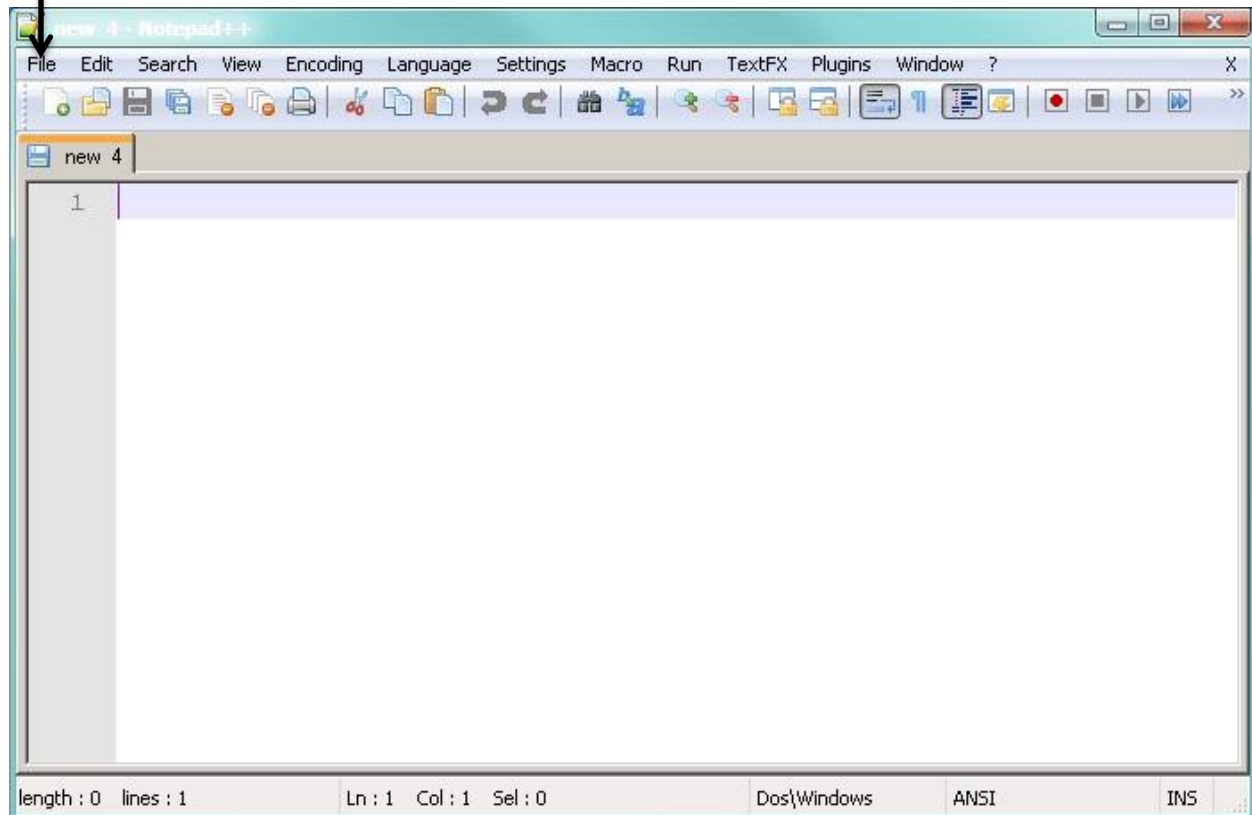 new 4 - Notepad++
File Edit Search View Encoding Language Settings Macro Run TextFX Plugins Window ? X
new 4
1
length : 0 lines : 1 Ln : 1 Col : 1 Sel : 0 Dos\Windows ANSI INS